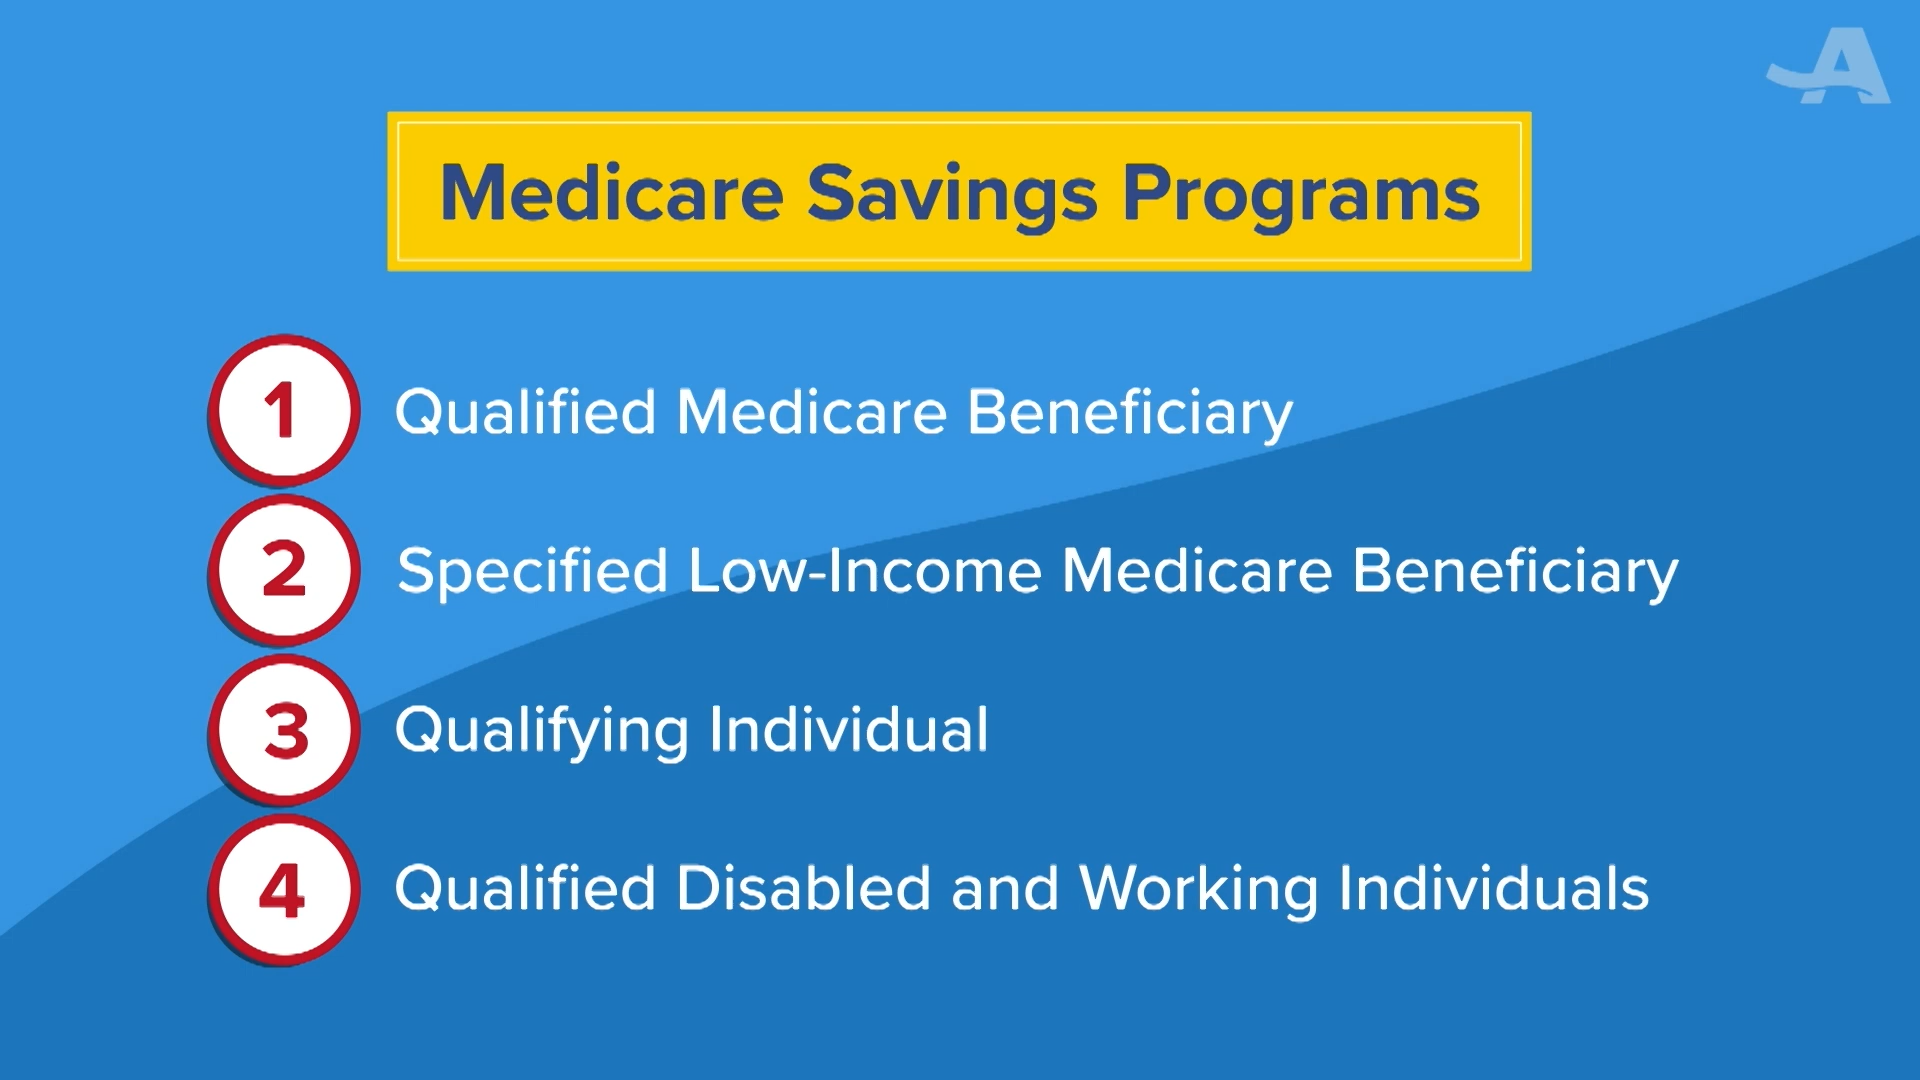 A
Medicare Savings Programs
1 Qualified Medicare Beneficiary
2 Specified Low-Income Medicare Beneficiary
3 Qualifying Individual
4 Qualified Disabled and Working Individuals